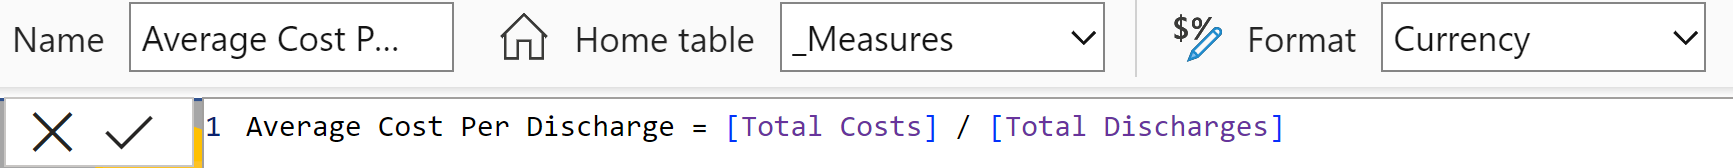 Name Average Cost P... Home table _Measures $% Format Currency
1 Average Cost Per Discharge = [Total Costs] / [Total Discharges]